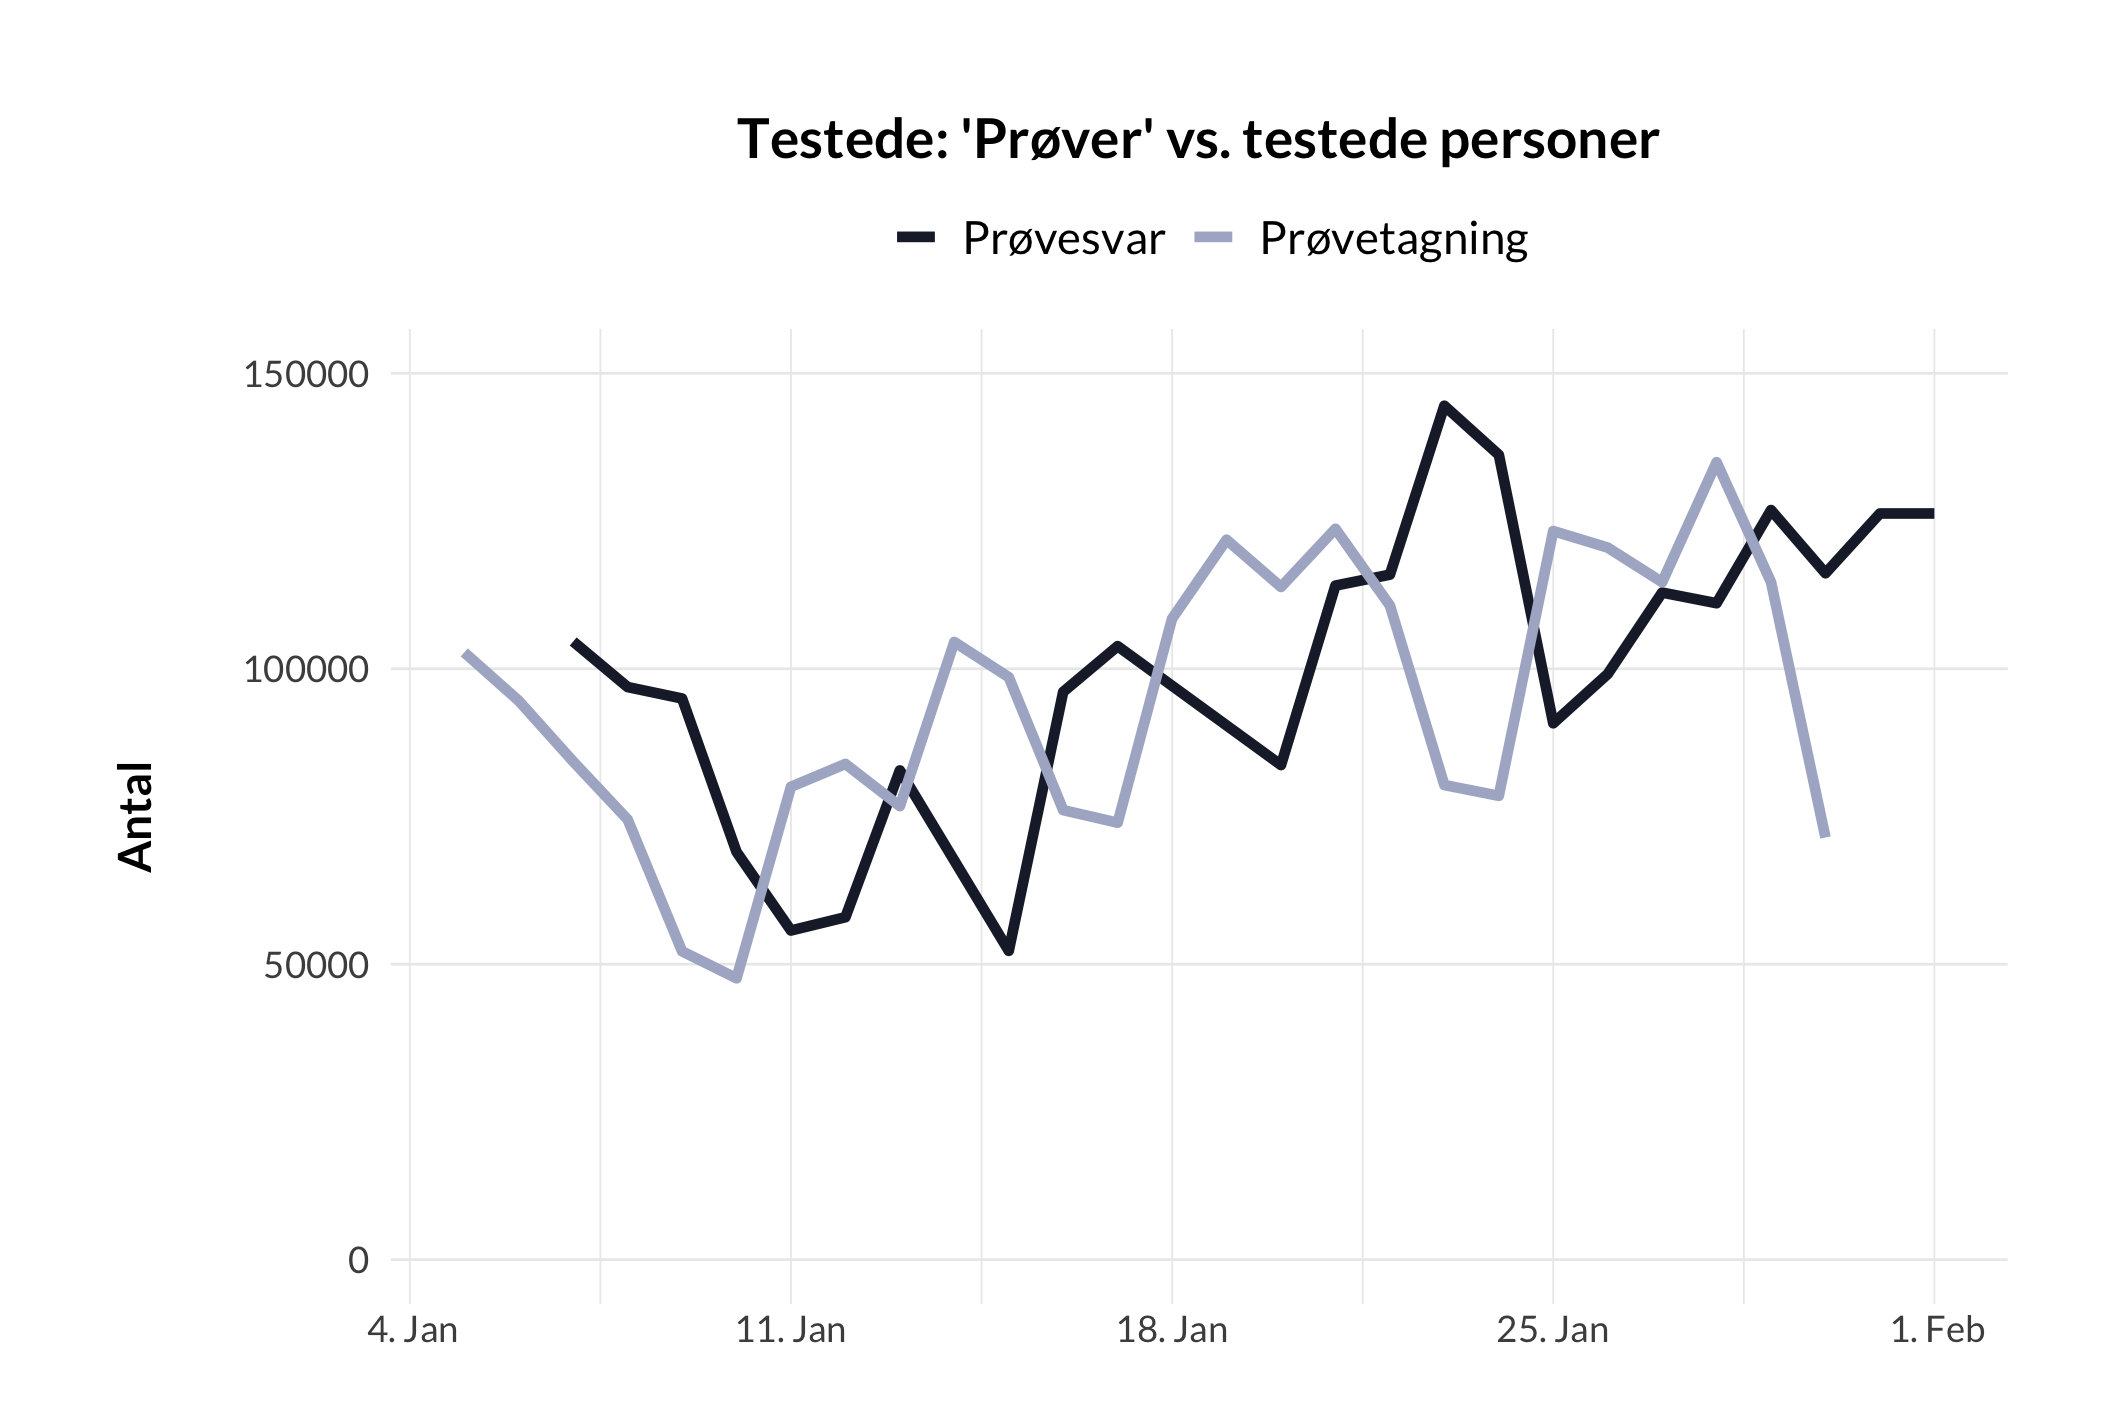 Testede: 'Prøver' vs. testede personer
Prøvesvar Prøvetagning
150000
100000
50000
0
Antal
4. Jan 11. Jan 18. Jan 25. Jan 1. Feb